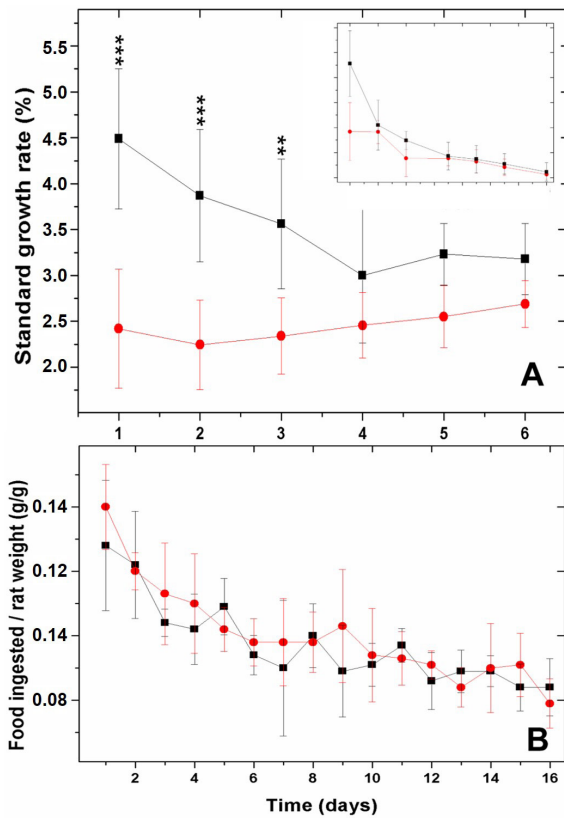 5.5
5.0
4.5
4.0
3.5
3.0
2.5
2.0
Standard growth rate (%)
***
***
**
A
1 2 3 4 5 6
0.14
0.12
0.14
0.08
Food ingested / rat weight (g/g)
B
2 4 6 8 10 12 14 16
Time (days)